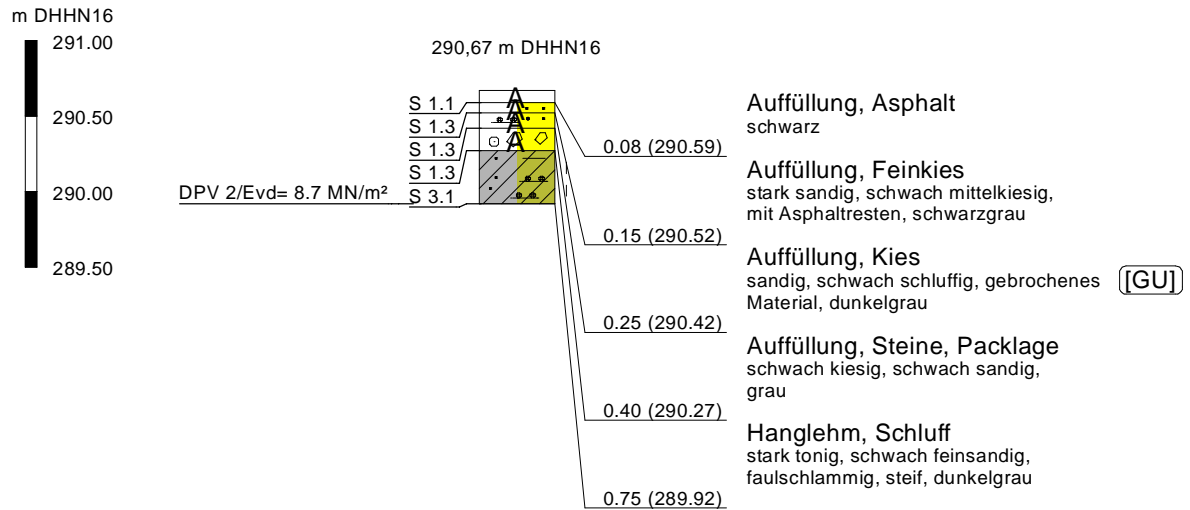 m DHHN16
291.00
290.50
290.00
289.50
290,67 m DHHN16
S 1.1
S 1.3
S 1.3
S 1.3
S 3.1
DPV 2/Evd= 8.7 MN/m²
A
A
A
A
0.08 (290.59)
0.15 (290.52)
0.25 (290.42)
0.40 (290.27)
0.75 (289.92)
Auffüllung, Asphalt
schwarz
Auffüllung, Feinkies
stark sandig, schwach mittelkiesig,
mit Asphaltresten, schwarzgrau
Auffüllung, Kies
sandig, schwach schluffig, gebrochenes
Material, dunkelgrau
[GU]
Auffüllung, Steine, Packlage
schwach kiesig, schwach sandig,
grau
Hanglehm, Schluff
stark tonig, schwach feinsandig,
faulschlammig, steif, dunkelgrau